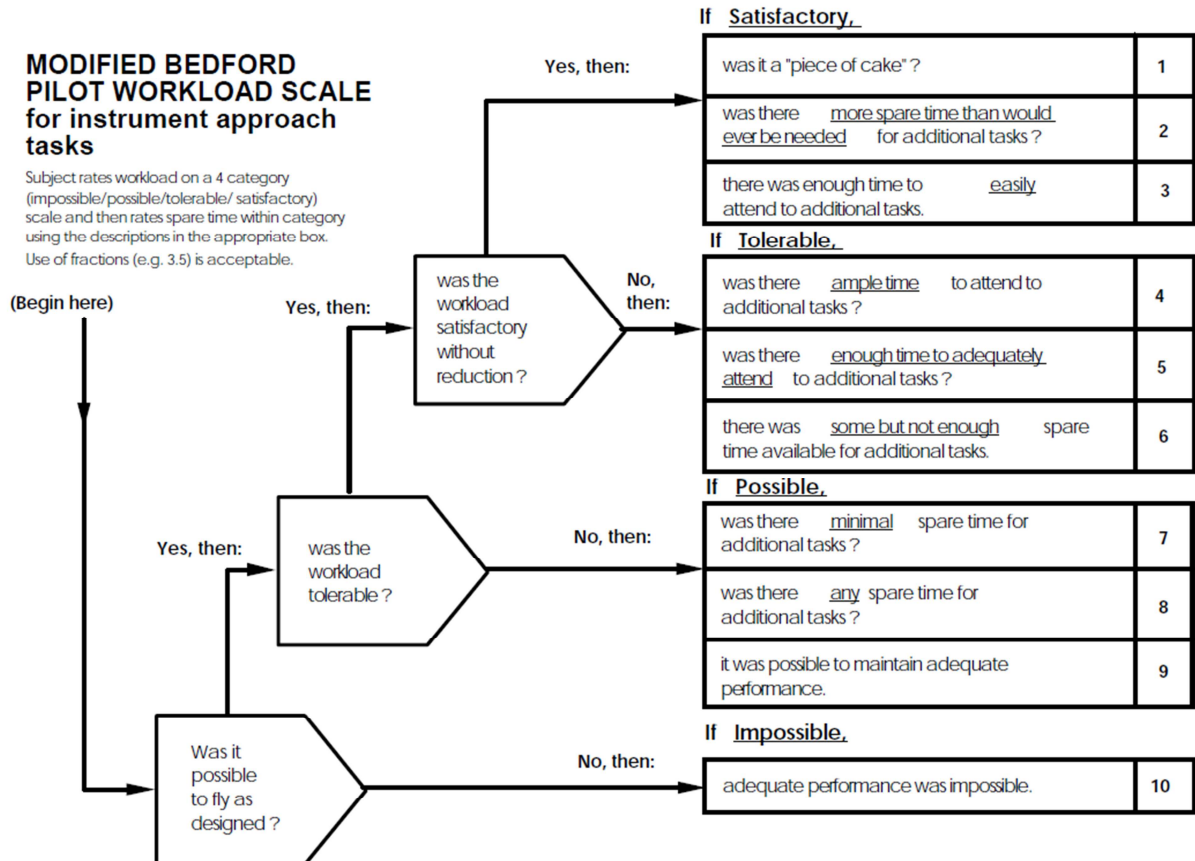 MODIFIED BEDFORD
PILOT WORKLOAD SCALE
for instrument approach
tasks
Subject rates workload on a 4 category
(impossible/possible/tolerable/ satisfactory)
scale and then rates spare time within category
using the descriptions in the appropriate box.
Use of fractions (e.g. 3.5) is acceptable.
(Begin here)
Was it
possible
to fly as
designed ?
Yes, then:
No, then:
was the
workload
tolerable ?
Yes, then:
No, then:
was the
workload
satisfactory
without
reduction ?
Yes, then:
No,
then:
If Satisfactory,
was it a "piece of cake" ?
1
was there more spare time than would
ever be needed for additional tasks ?
2
there was enough time to easily
attend to additional tasks.
3
If Tolerable,
was there ample time to attend to
additional tasks ?
4
was there enough time to adequately
attend to additional tasks ?
5
there was some but not enough spare
time available for additional tasks.
6
If Possible,
was there minimal spare time for
additional tasks ?
7
was there any spare time for
additional tasks ?
8
it was possible to maintain adequate
performance.
9
If Impossible,
adequate performance was impossible.
10